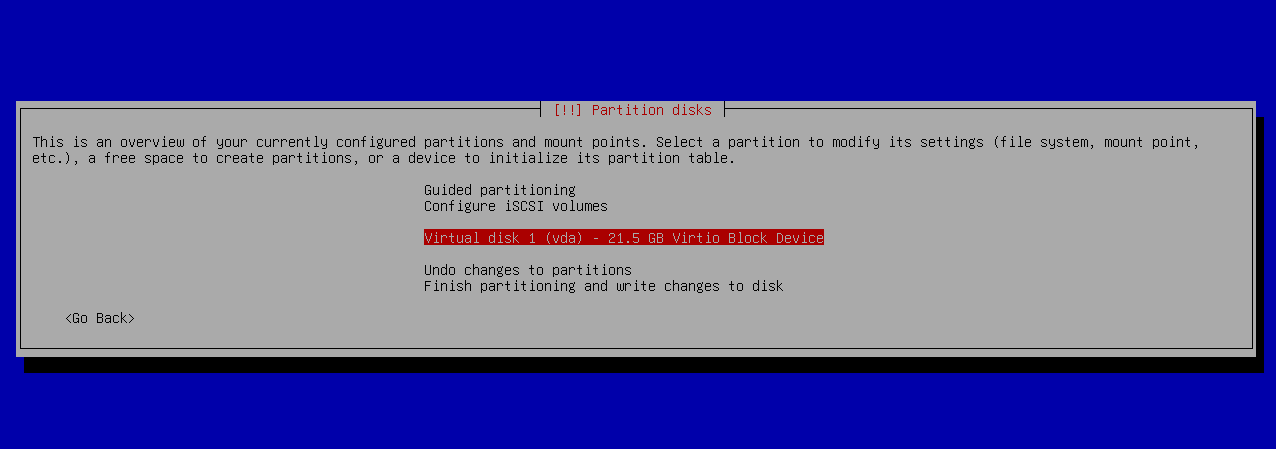 [!!] Partition disks
This is an overview of your currently configured partitions and mount points. Select a partition to modify its settings (file system, mount point,
etc.), a free space to create partitions, or a device to initialize its partition table.
Guided partitioning
Configure iSCSI volumes
Virtual disk 1 (vda) - 21.5 GB Virtio Block Device
Undo changes to partitions
Finish partitioning and write changes to disk
<Go Back>